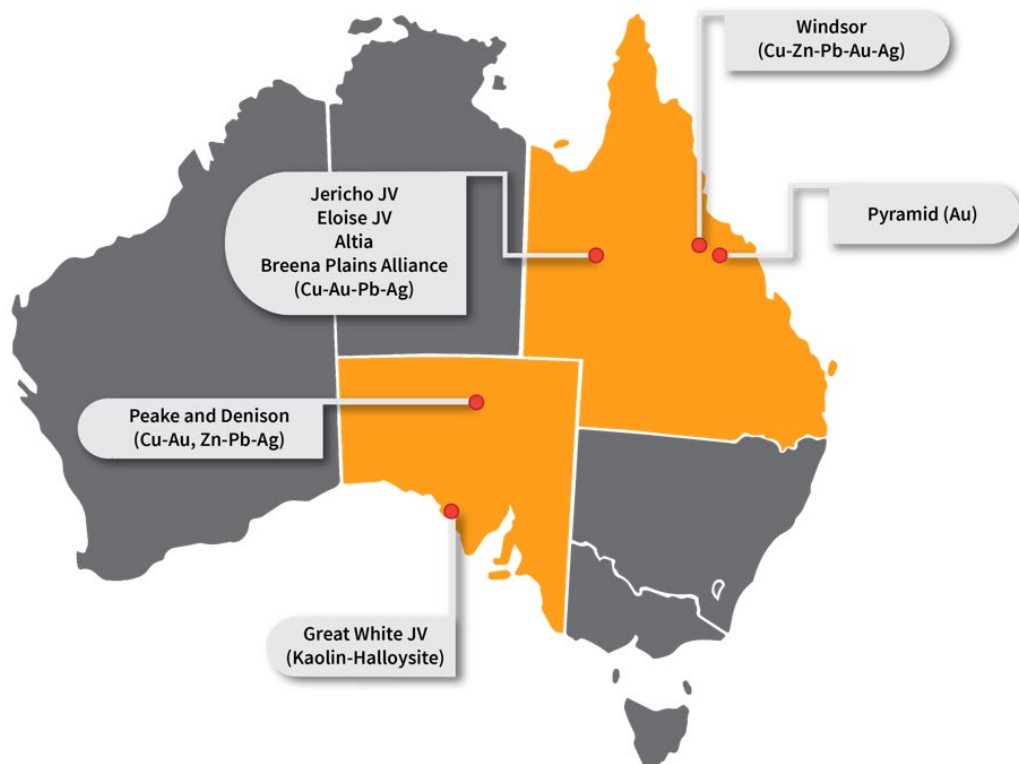 Windsor
(Cu-Zn-Pb-Au-Ag)
Jericho JV
Eloise JV
Altia
Breena Plains Alliance
(Cu-Au-Pb-Ag)
Pyramid (Au)
Peake and Denison
(Cu-Au, Zn-Pb-Ag)
Great White JV
(Kaolin-Halloysite)